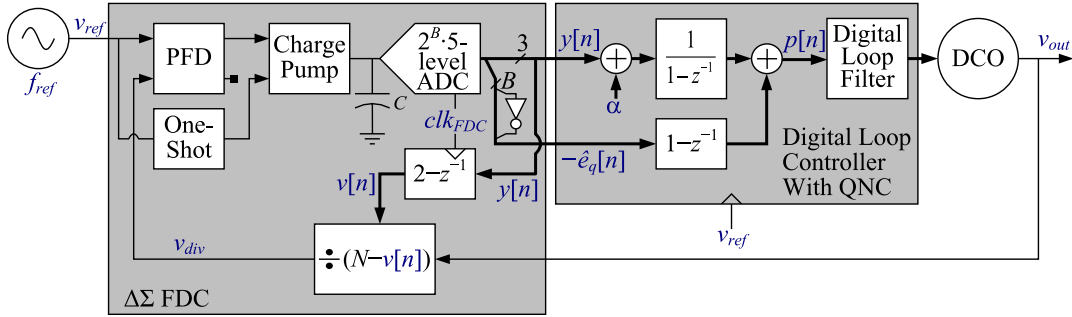 v_ref
f_ref
PFD
One-
Shot
Charge
Pump
C
2^B·5-
level
ADC
clk_FDC
3
B
2−z^−1
v[n]
y[n]
v_div
÷(N−v[n])
ΔΣ FDC
y[n]
α
1
1−z^−1
−ê_q[n]
1−z^−1
p[n]
Digital
Loop
Filter
Digital Loop
Controller
With QNC
v_ref
DCO
v_out